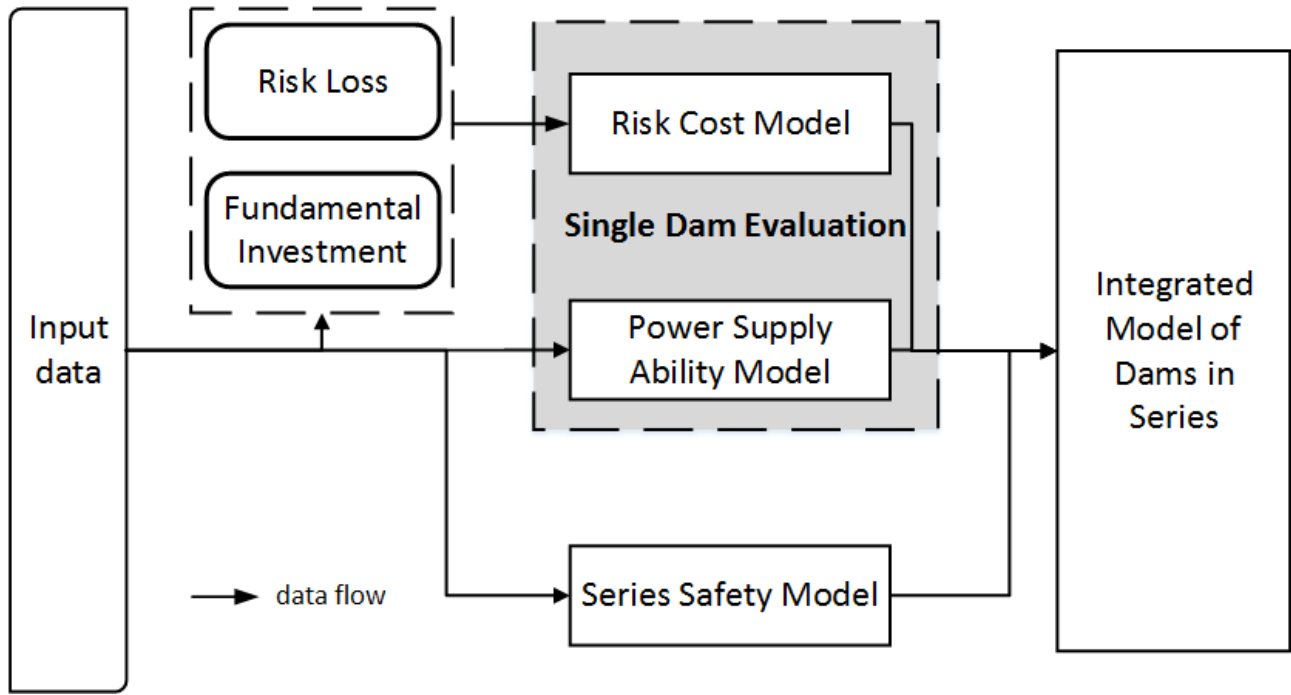 Input
data
Risk Loss
Fundamental
Investment
Risk Cost Model
Single Dam Evaluation
Power Supply
Ability Model
Series Safety Model
data flow
Integrated
Model of
Dams in
Series